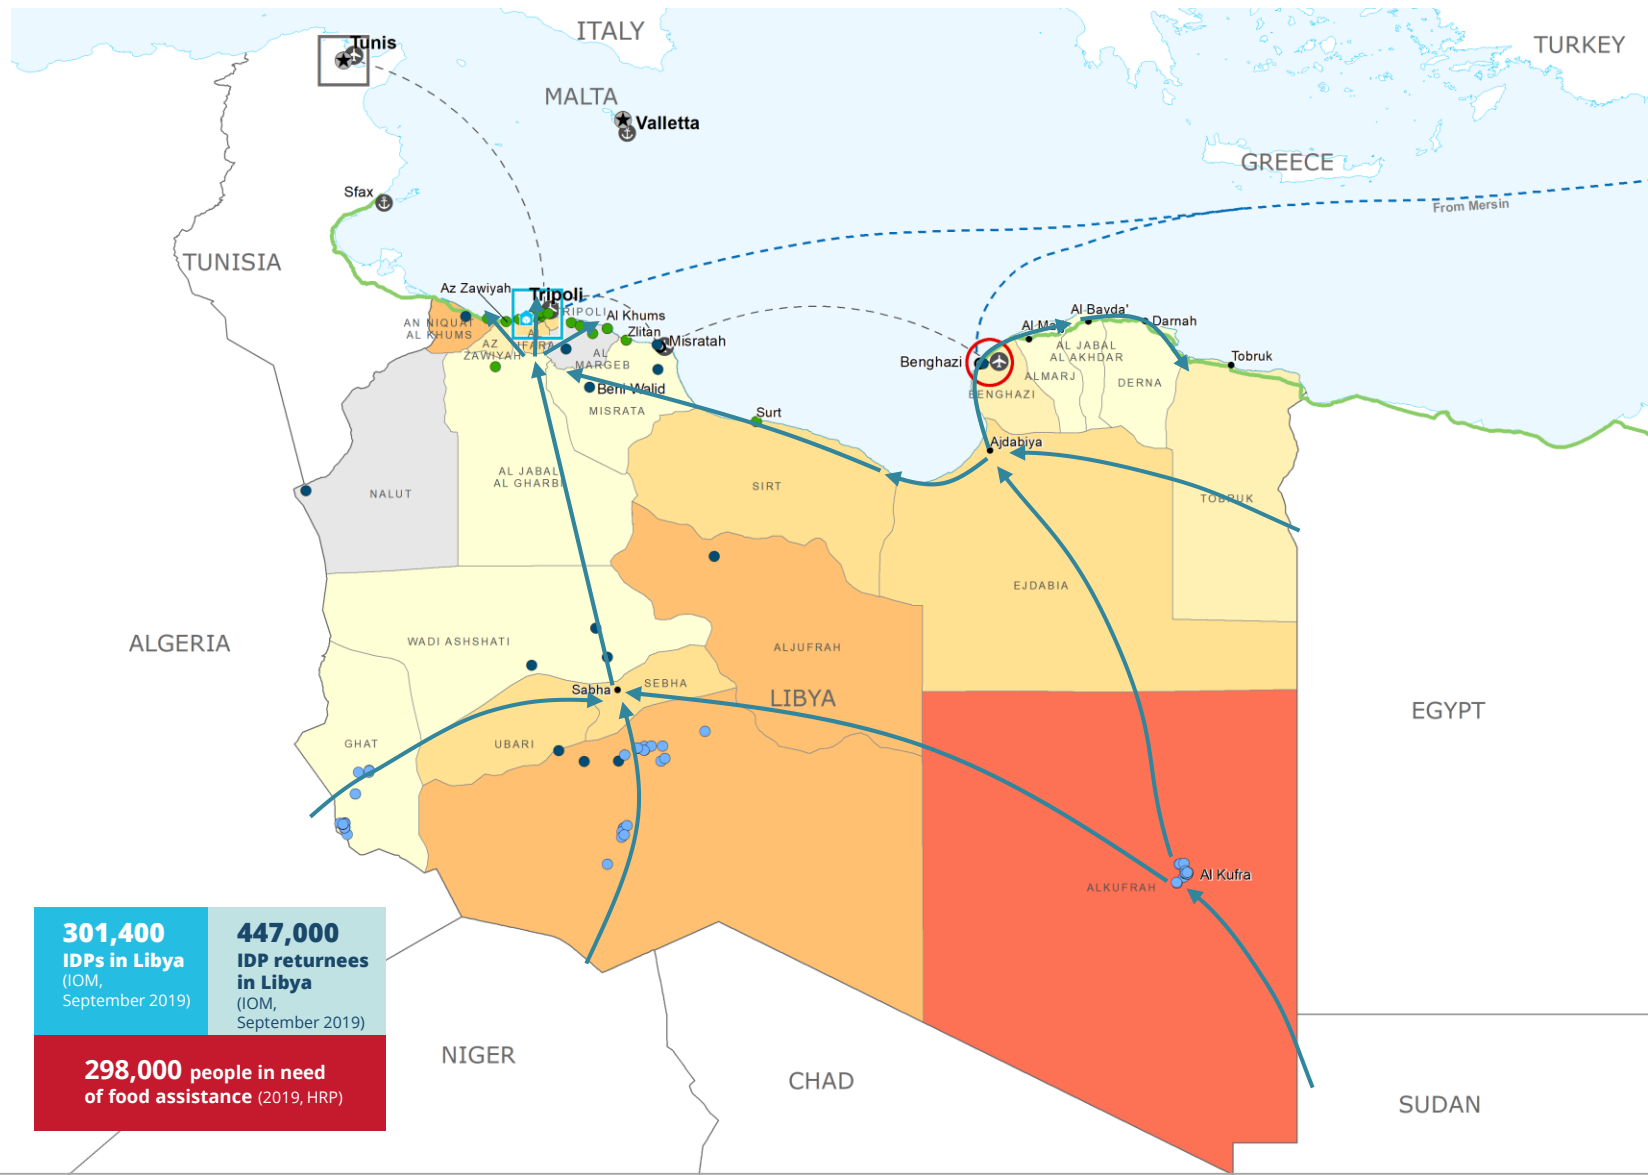 ITALY
TURKEY
Tunis
MALTA
Valletta
GREECE
Sfax
From Mersin
TUNISIA
Az Zawiyah
Tripoli
TRIPOLI
Al Khums
AN NIQUAT
AL KHUMS
Zlitan
Misratah
AZ
ZAWIYAH
AL
JFARA
AL
MARGEB
Beni Walid
MISRATA
Surt
Al Bayda'
Al Marj
Darnah
Benghazi
AL JABAL
AL AKHDAR
Tobruk
ALMARJ
DERNA
BENGHAZI
Ajdabiya
NALUT
AL JABAL
AL GHARBI
SIRT
TOBRUK
EJDABIA
ALGERIA
WADI ASHSHATI
ALJUFRAH
Sabha
SEBHA
LIBYA
EGYPT
GHAT
UBARI
ALKUFRAH
Al Kufra
301,400
IDPs in Libya
(IOM,
September 2019)
447,000
IDP returnees
in Libya
(IOM,
September 2019)
298,000 people in need
of food assistance (2019, HRP)
NIGER
CHAD
SUDAN